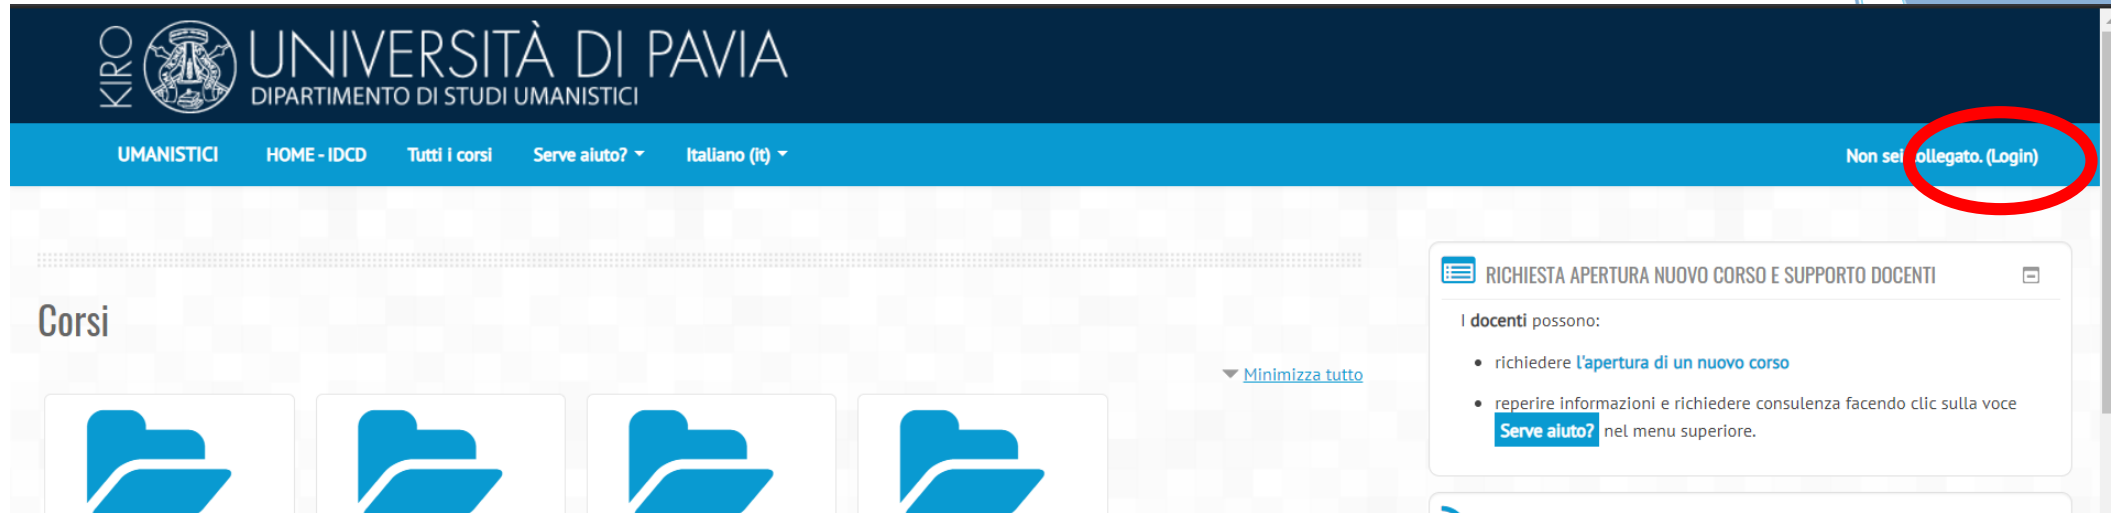 KIRO
UNIVERSITÀ DI PAVIA
DIPARTIMENTO DI STUDI UMANISTICI
UMANISTICI HOME - IDCD Tutti i corsi Serve aiuto? Italiano (it) Non sei collegato. (Login)
RICHIESTA APERTURA NUOVO CORSO E SUPPORTO DOCENTI
Corsi
I docenti possono:
Minimizza tutto
• richiedere l'apertura di un nuovo corso
• reperire informazioni e richiedere consulenza facendo clic sulla voce
Serve aiuto? nel menu superiore.